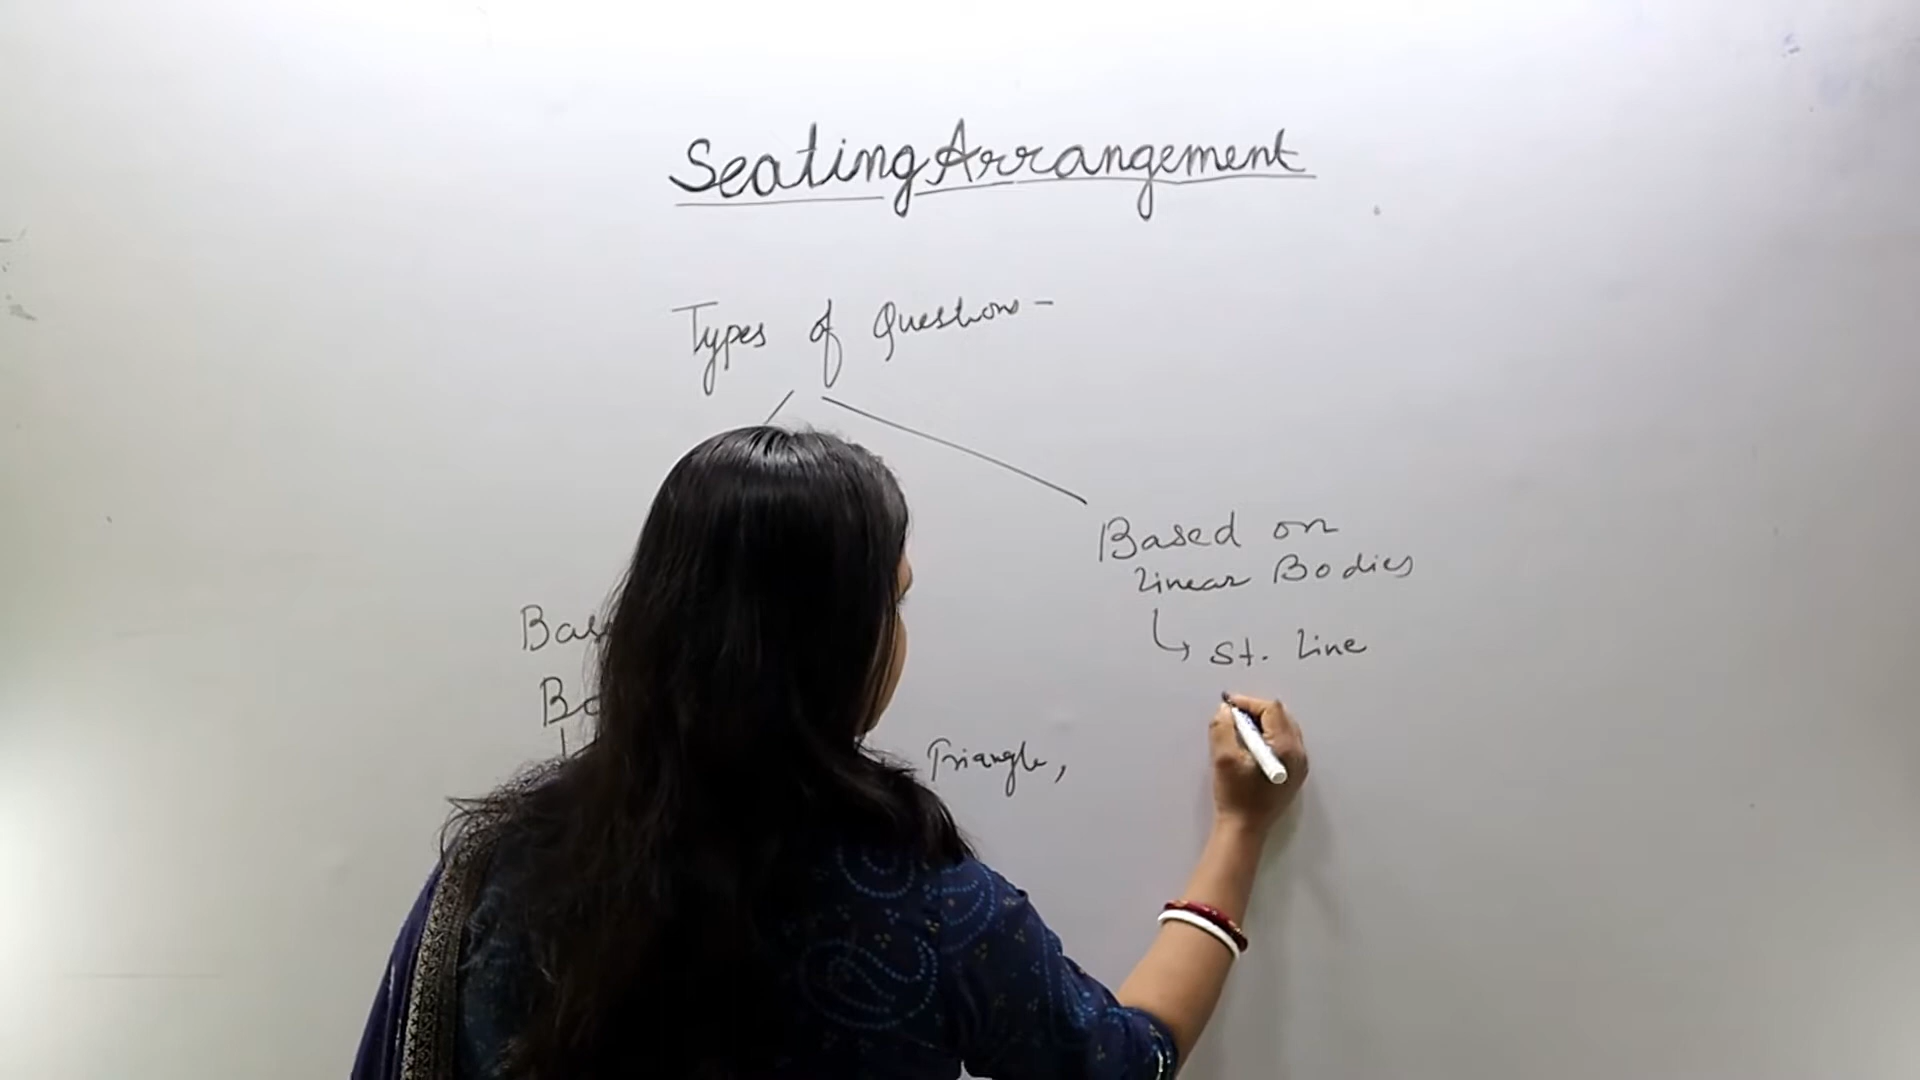 Seating Arrangement
Types of Questions -
Based on
Linear Bodies
St. Line
Triangle,